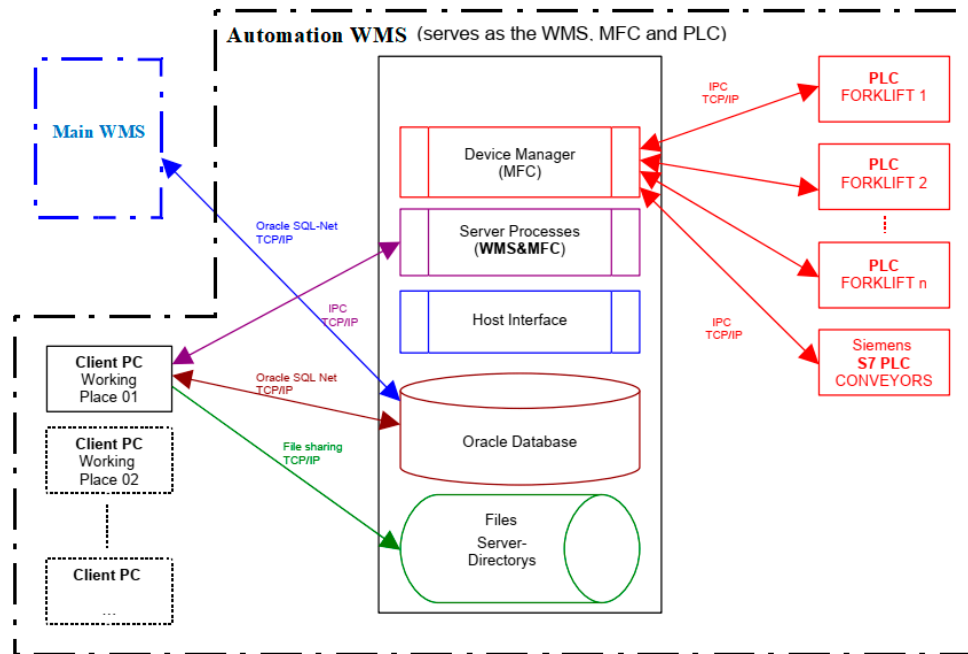 Automation WMS (serves as the WMS, MFC and PLC)
Main WMS
IPC
TCP/IP
PLC
FORKLIFT 1
Device Manager
(MFC)
PLC
FORKLIFT 2
Oracle SQL-Net
TCP/IP
Server Processes
(WMS&MFC)
PLC
FORKLIFT n
IPC
TCP/IP
Host Interface
IPC
TCP/IP
Siemens
S7 PLC
CONVEYORS
Client PC
Working
Place 01
Oracle SQL Net
TCP/IP
Oracle Database
Client PC
Working
Place 02
File sharing
TCP/IP
Files
Server-
Directorys
Client PC
...